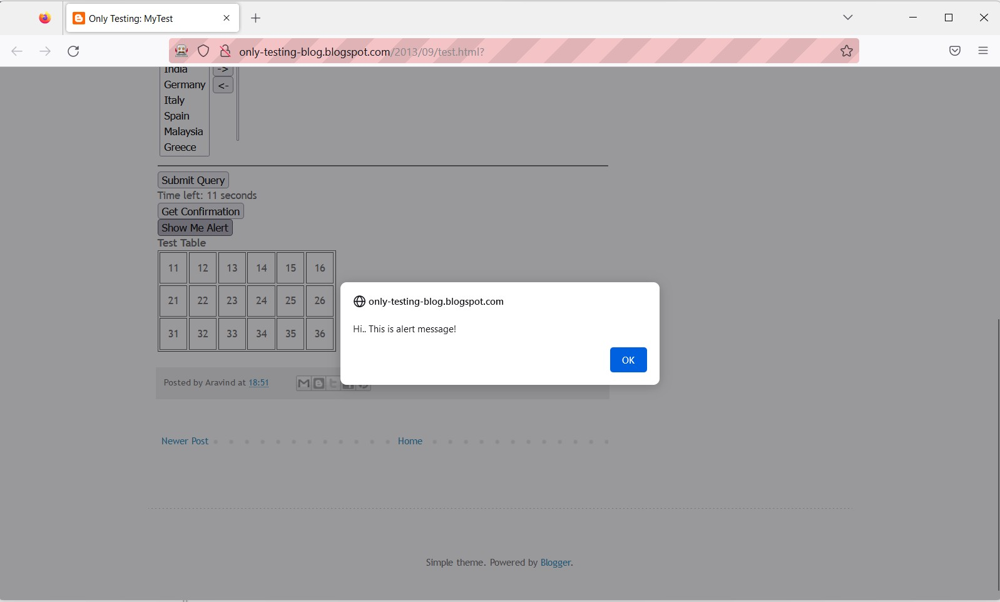 Only Testing: MyTest
only-testing-blog.blogspot.com/2013/09/test.html?
India
->
Germany
<-
Italy
Spain
Malaysia
Greece
Submit Query
Time left: 11 seconds
Get Confirmation
Show Me Alert
Test Table
11 12 13 14 15 16
21 22 23 24 25 26
31 32 33 34 35 36
only-testing-blog.blogspot.com
Hi.. This is alert message!
OK
Posted by Aravind at 18:51
Newer Post
Home
Simple theme. Powered by Blogger.